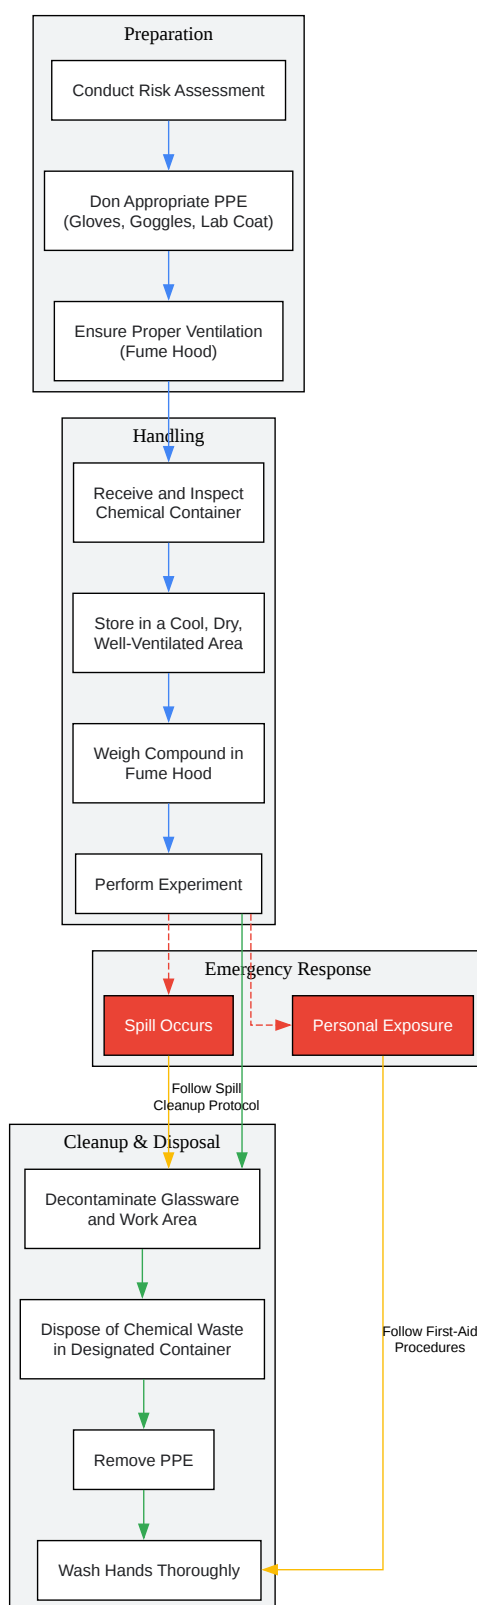 Preparation
Conduct Risk Assessment
Don Appropriate PPE
(Gloves, Goggles, Lab Coat)
Ensure Proper Ventilation
(Fume Hood)
Handling
Receive and Inspect
Chemical Container
Store in a Cool, Dry,
Well-Ventilated Area
Weigh Compound in
Fume Hood
Perform Experiment
Emergency Response
Spill Occurs
Personal Exposure
Follow Spill
Cleanup Protocol
Cleanup & Disposal
Decontaminate Glassware
and Work Area
Dispose of Chemical Waste
in Designated Container
Follow First-Aid
Procedures
Remove PPE
Wash Hands Thoroughly